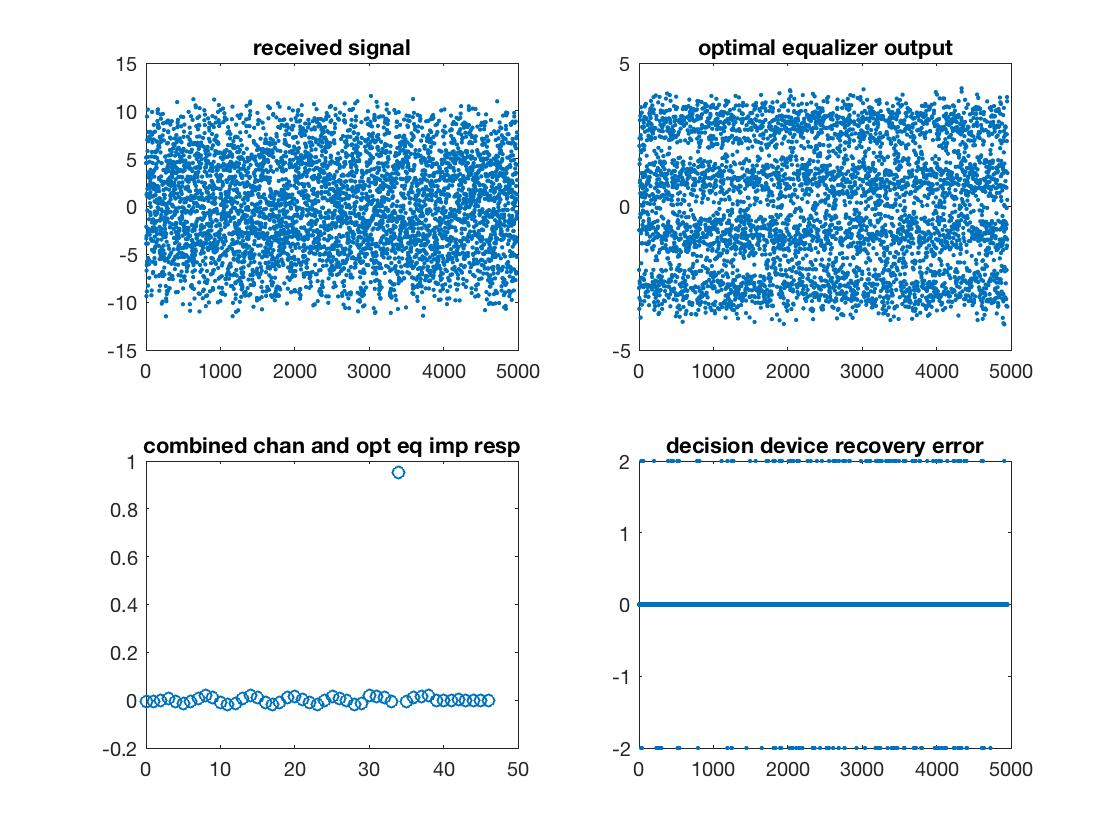 received signal
15
10
5
0
-5
-10
-15
0 1000 2000 3000 4000 5000
optimal equalizer output
5
0
-5
0 1000 2000 3000 4000 5000
combined chan and opt eq imp resp
1
0.8
0.6
0.4
0.2
0
-0.2
0 10 20 30 40 50
decision device recovery error
2
1
0
-1
-2
0 1000 2000 3000 4000 5000